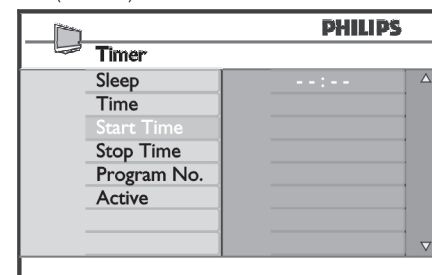 PHILIPS
Timer
Sleep --:--
Time
Start Time
Stop Time
Program No.
Active